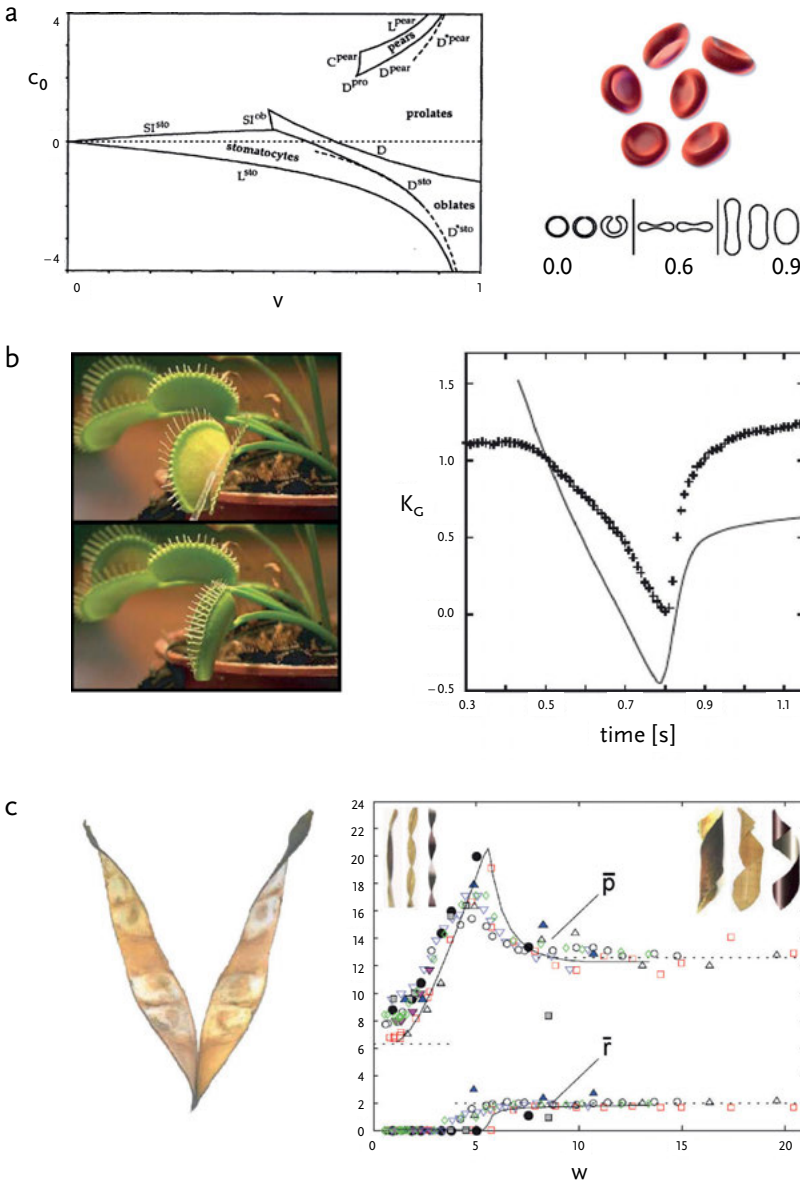 a
4
c0
0
−4
0
1
v
L^pear
pears
C^pear
D*^pear
D^pear
D^pro
prolates
SI^ob
SI^sto
stomatocytes
D
L^sto
D^sto
oblates
D*^sto
0.0 0.6 0.9
b
1.5
1.0
K_G
0.5
0.0
−0.5
0.3 0.5 0.7 0.9 1.1
time [s]
c
24
22
20
18
16
14
12
10
8
6
4
2
0
p̄
r̄
0 5 10 15 20
w